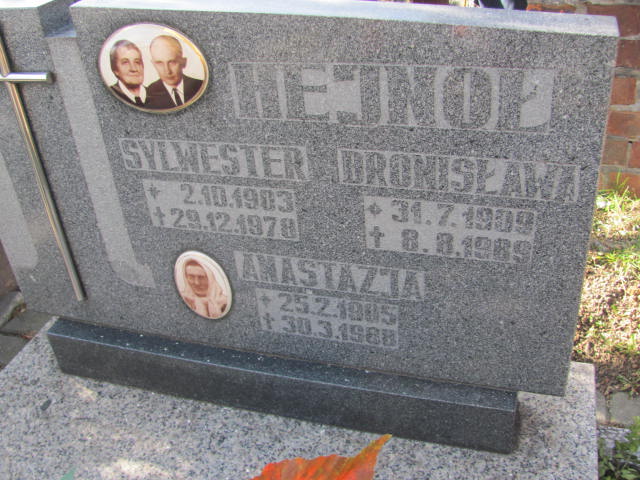 HEJNOŁ
SYLWESTER
* 2.10.1903
† 29.12.1978
BRONISŁAWA
* 31.7.1909
† 8.8.1989
ANASTAZJA
* 25.2.1905
† 30.3.1988